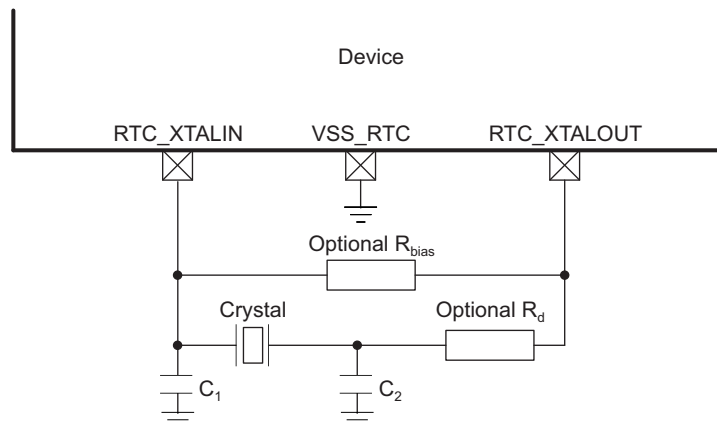 Device
RTC_XTALIN VSS_RTC RTC_XTALOUT
Optional Rbias
Crystal Optional Rd
C1 C2